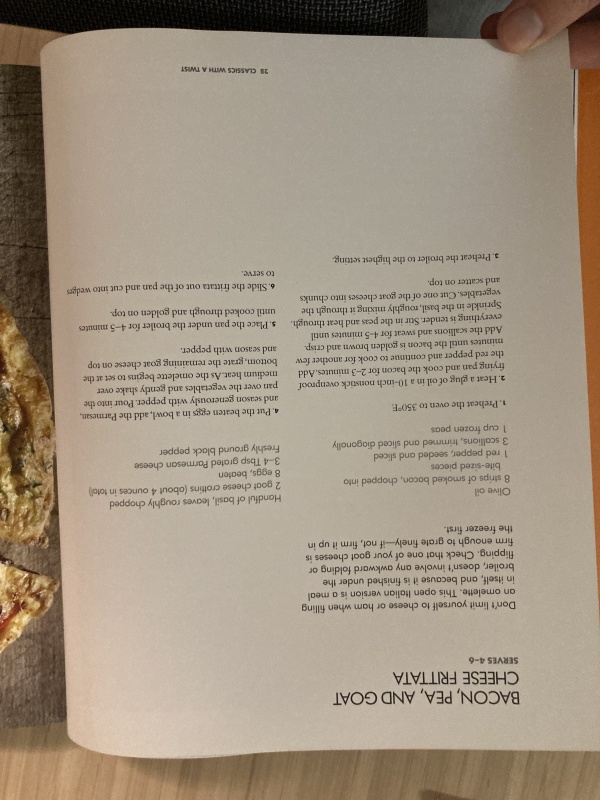 BACON, PEA, AND GOAT
CHEESE FRITTATA
SERVES 4–6
Don't limit yourself to cheese or ham when filling
an omelette. This open Italian version is a meal
in itself, and because it is finished under the
broiler, doesn't involve any awkward folding or
flipping. Check that one of your goat cheeses is
firm enough to grate finely—if not, firm it up in
the freezer first.
Olive oil
8 strips of smoked bacon, chopped into
bite-sized pieces
1 red pepper, seeded and sliced
3 scallions, trimmed and sliced diagonally
1 cup frozen peas
Handful of basil, leaves roughly chopped
2 goat cheese crottins (about 4 ounces in total)
8 eggs, beaten
3–4 Tbsp grated Parmesan cheese
Freshly ground black pepper
1. Preheat the oven to 350°F.
2. Heat a glug of oil in a 10-inch nonstick ovenproof
frying pan and cook the bacon for 2–3 minutes. Add
the red pepper and continue to cook for another few
minutes until the bacon is golden brown and crisp.
Add the scallions and sweat for 4–5 minutes until
everything is tender. Stir in the peas and heat through.
Sprinkle in the basil, roughly mixing it through the
vegetables. Cut one of the goat cheeses into chunks
and scatter on top.
3. Preheat the broiler to the highest setting.
4. Put the beaten eggs in a bowl, add the Parmesan,
and season generously with pepper. Pour into the
pan over the vegetables and gently shake over
medium heat. As the omelette begins to set at the
bottom, grate the remaining goat cheese on top
and season with pepper.
5. Place the pan under the broiler for 4–5 minutes
until cooked through and golden on top.
6. Slide the frittata out of the pan and cut into wedges
to serve.
28 CLASSICS WITH A TWIST